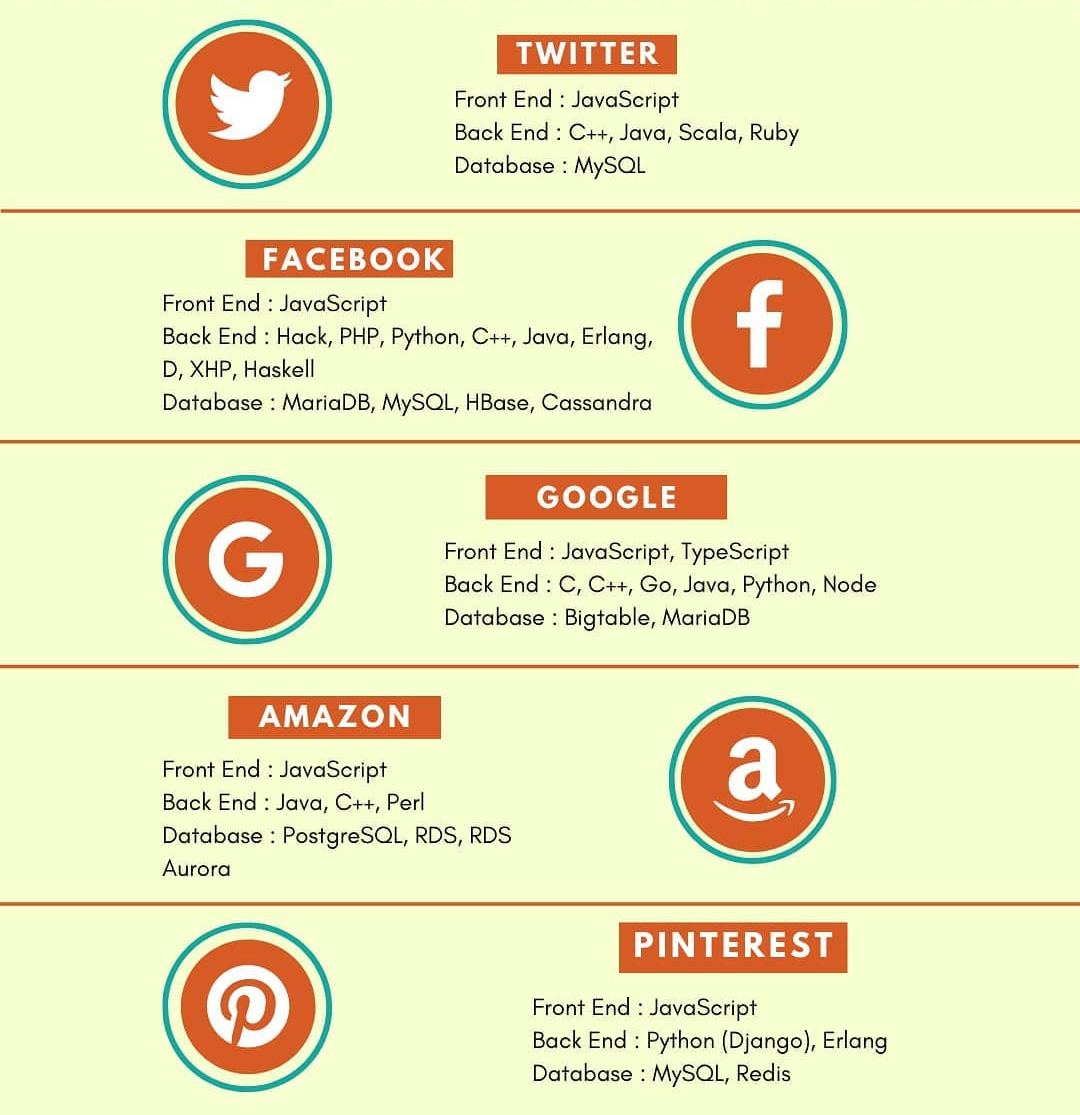 TWITTER
Front End : JavaScript
Back End : C++, Java, Scala, Ruby
Database : MySQL
FACEBOOK
Front End : JavaScript
Back End : Hack, PHP, Python, C++, Java, Erlang,
D, XHP, Haskell
Database : MariaDB, MySQL, HBase, Cassandra
GOOGLE
Front End : JavaScript, TypeScript
Back End : C, C++, Go, Java, Python, Node
Database : Bigtable, MariaDB
AMAZON
Front End : JavaScript
Back End : Java, C++, Perl
Database : PostgreSQL, RDS, RDS
Aurora
PINTEREST
Front End : JavaScript
Back End : Python (Django), Erlang
Database : MySQL, Redis